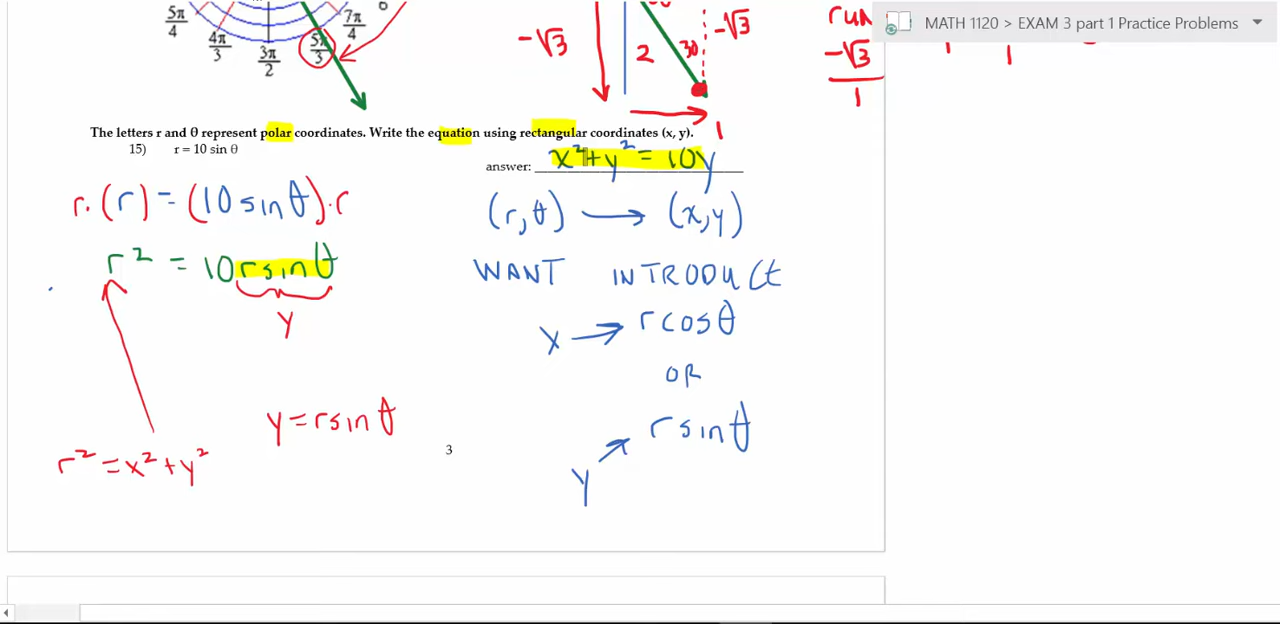 MATH 1120 > EXAM 3 part 1 Practice Problems
5π/4
4π/3
3π/2
5π/3
7π/4
-√3
2
30
-√3
1
run
-√3/1
1
The letters r and θ represent polar coordinates. Write the equation using rectangular coordinates (x, y).
15) r = 10 sin θ
answer: x² + y² = 10y
r·(r) = (10 sin θ)·r
r² = 10 r sin θ
y
y = r sin θ
r² = x² + y²
(r, θ) → (x, y)
WANT INTRODUCt
x → r cos θ
OR
r sin θ
y
3